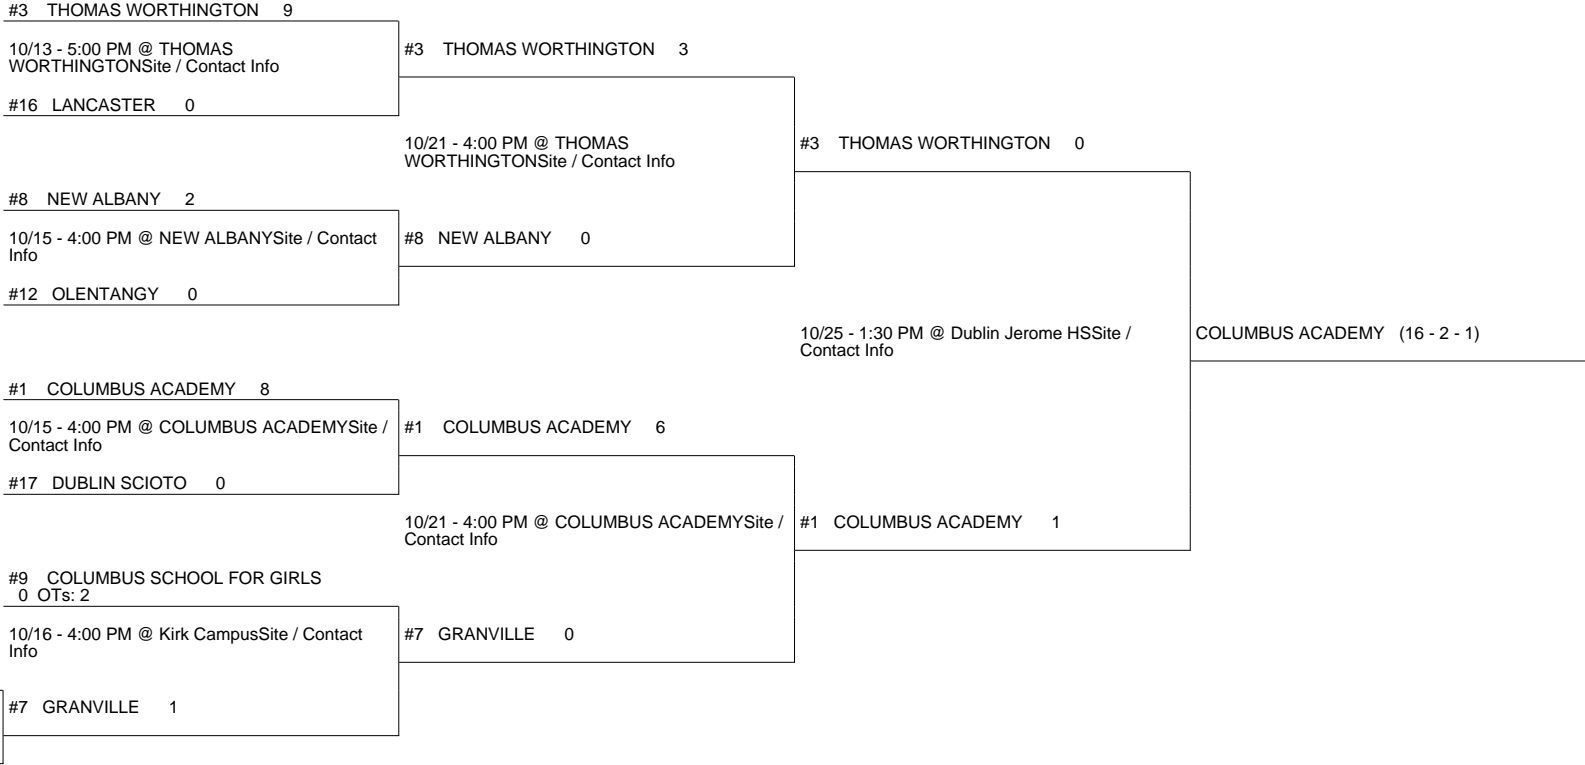 #3 THOMAS WORTHINGTON 9
10/13 - 5:00 PM @ THOMAS
WORTHINGTONSite / Contact Info
#16 LANCASTER 0
#8 NEW ALBANY 2
10/15 - 4:00 PM @ NEW ALBANYSite / Contact
Info
#12 OLENTANGY 0
#1 COLUMBUS ACADEMY 8
10/15 - 4:00 PM @ COLUMBUS ACADEMYSite /
Contact Info
#17 DUBLIN SCIOTO 0
#9 COLUMBUS SCHOOL FOR GIRLS
0 OTs: 2
10/16 - 4:00 PM @ Kirk CampusSite / Contact
Info
#7 GRANVILLE 1
#3 THOMAS WORTHINGTON 3
10/21 - 4:00 PM @ THOMAS
WORTHINGTONSite / Contact Info
#8 NEW ALBANY 0
#1 COLUMBUS ACADEMY 6
10/21 - 4:00 PM @ COLUMBUS ACADEMYSite /
Contact Info
#7 GRANVILLE 0
#3 THOMAS WORTHINGTON 0
10/25 - 1:30 PM @ Dublin Jerome HSSite /
Contact Info
#1 COLUMBUS ACADEMY 1
COLUMBUS ACADEMY (16 - 2 - 1)